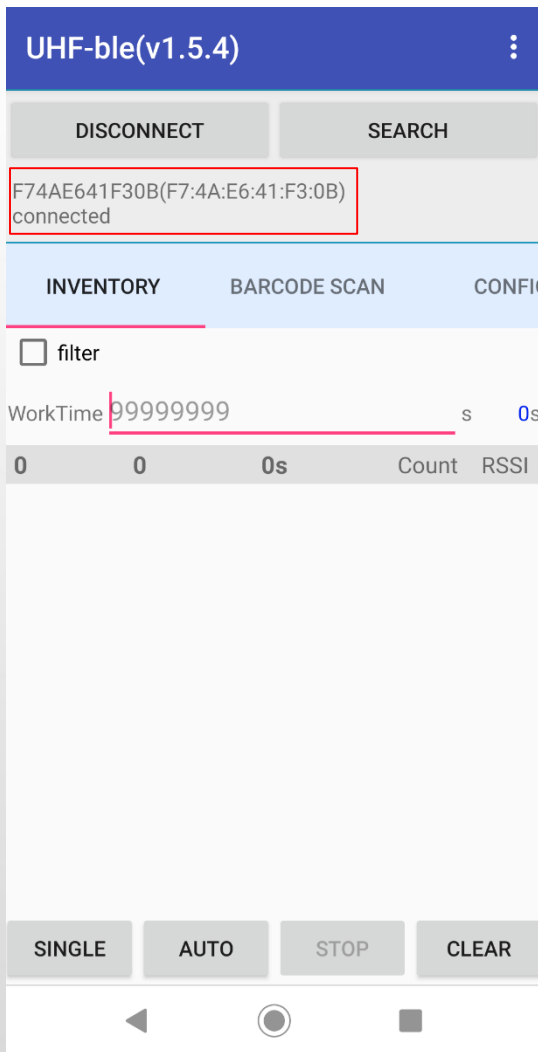 UHF-ble(v1.5.4)
DISCONNECT SEARCH
F74AE641F30B(F7:4A:E6:41:F3:0B)
connected
INVENTORY BARCODE SCAN CONFIG
filter
WorkTime 99999999 s 0s
0 0 0s Count RSSI
SINGLE AUTO STOP CLEAR